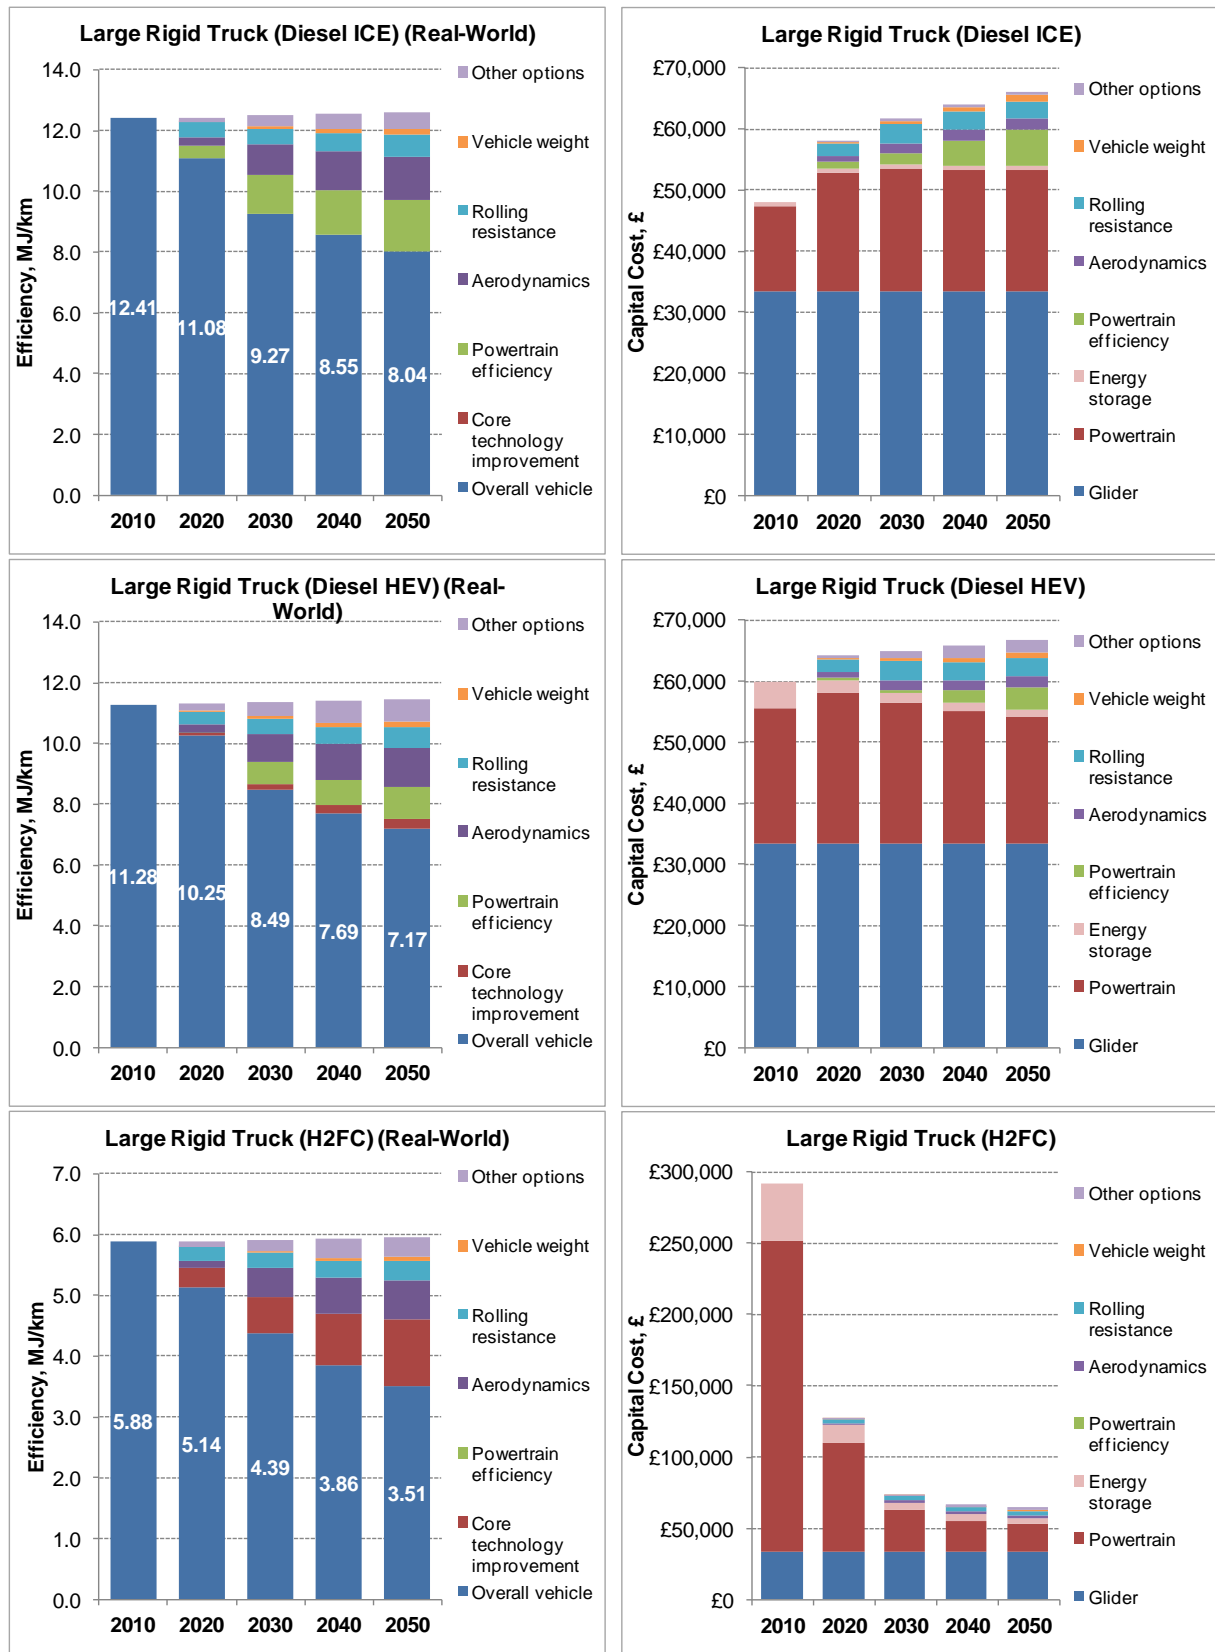 Large Rigid Truck (Diesel ICE) (Real-World)
Efficiency, MJ/km
14.0
12.0
10.0
8.0
6.0
4.0
2.0
0.0
12.41
11.08
9.27
8.55
8.04
2010 2020 2030 2040 2050
Other options
Vehicle weight
Rolling
resistance
Aerodynamics
Powertrain
efficiency
Core
technology
improvement
Overall vehicle
Large Rigid Truck (Diesel ICE)
Capital Cost, £
£70,000
£60,000
£50,000
£40,000
£30,000
£20,000
£10,000
£0
2010 2020 2030 2040 2050
Other options
Vehicle weight
Rolling
resistance
Aerodynamics
Powertrain
efficiency
Energy
storage
Powertrain
Glider
Large Rigid Truck (Diesel HEV) (Real-
World)
Efficiency, MJ/km
14.0
12.0
10.0
8.0
6.0
4.0
2.0
0.0
11.28
10.25
8.49
7.69
7.17
2010 2020 2030 2040 2050
Other options
Vehicle weight
Rolling
resistance
Aerodynamics
Powertrain
efficiency
Core
technology
improvement
Overall vehicle
Large Rigid Truck (Diesel HEV)
Capital Cost, £
£70,000
£60,000
£50,000
£40,000
£30,000
£20,000
£10,000
£0
2010 2020 2030 2040 2050
Other options
Vehicle weight
Rolling
resistance
Aerodynamics
Powertrain
efficiency
Energy
storage
Powertrain
Glider
Large Rigid Truck (H2FC) (Real-World)
Efficiency, MJ/km
7.0
6.0
5.0
4.0
3.0
2.0
1.0
0.0
5.88
5.14
4.39
3.86
3.51
2010 2020 2030 2040 2050
Other options
Vehicle weight
Rolling
resistance
Aerodynamics
Powertrain
efficiency
Core
technology
improvement
Overall vehicle
Large Rigid Truck (H2FC)
Capital Cost, £
£300,000
£250,000
£200,000
£150,000
£100,000
£50,000
£0
2010 2020 2030 2040 2050
Other options
Vehicle weight
Rolling
resistance
Aerodynamics
Powertrain
efficiency
Energy
storage
Powertrain
Glider